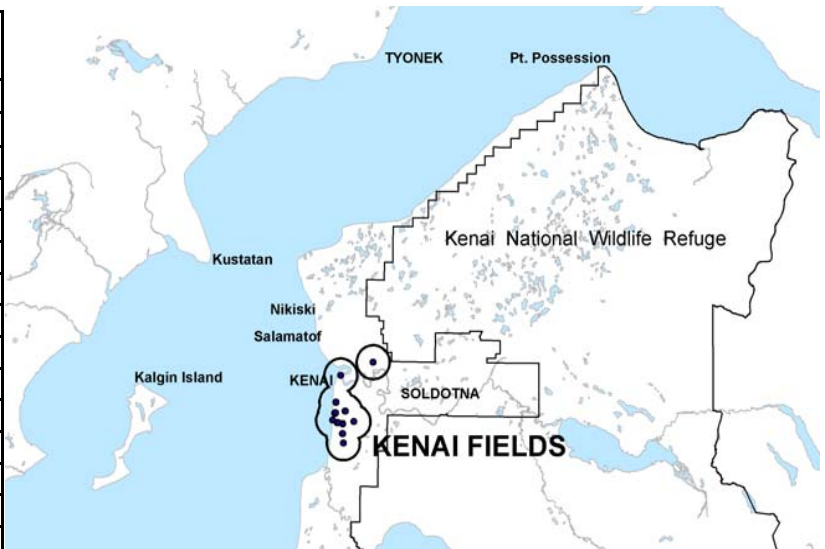 TYONEK
Pt. Possession
Kenai National Wildlife Refuge
Kustatan
Nikiski
Salamatof
Kalgin Island
KENAI
SOLDOTNA
KENAI FIELDS